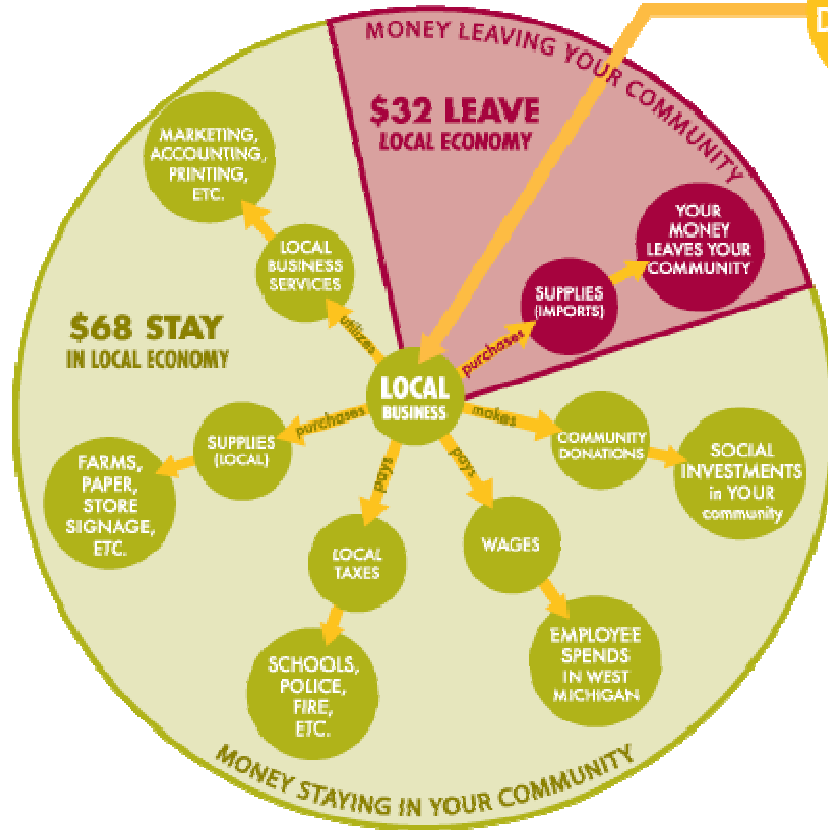 MONEY LEAVING YOUR COMMUNITY
$32 LEAVE
LOCAL ECONOMY
YOUR
MONEY
LEAVES YOUR
COMMUNITY
SUPPLIES
(IMPORTS)
purchases
MARKETING,
ACCOUNTING,
PRINTING,
ETC.
LOCAL
BUSINESS
SERVICES
utilizes
$68 STAY
IN LOCAL ECONOMY
LOCAL
BUSINESS
purchases
SUPPLIES
(LOCAL)
FARMS,
PAPER,
STORE
SIGNAGE,
ETC.
pays
LOCAL
TAXES
SCHOOLS,
POLICE,
FIRE,
ETC.
pays
WAGES
EMPLOYEE
SPENDS
IN WEST
MICHIGAN
makes
COMMUNITY
DONATIONS
SOCIAL
INVESTMENTS
in YOUR
community
MONEY STAYING IN YOUR COMMUNITY